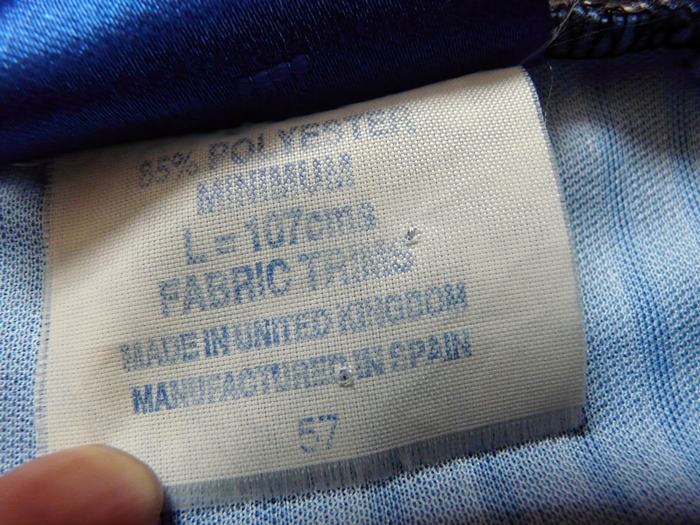 85% POLYESTER
MINIMUM
L = 107cms
FABRIC TRIMS
MADE IN UNITED KINGDOM
MANUFACTURED IN SPAIN
57